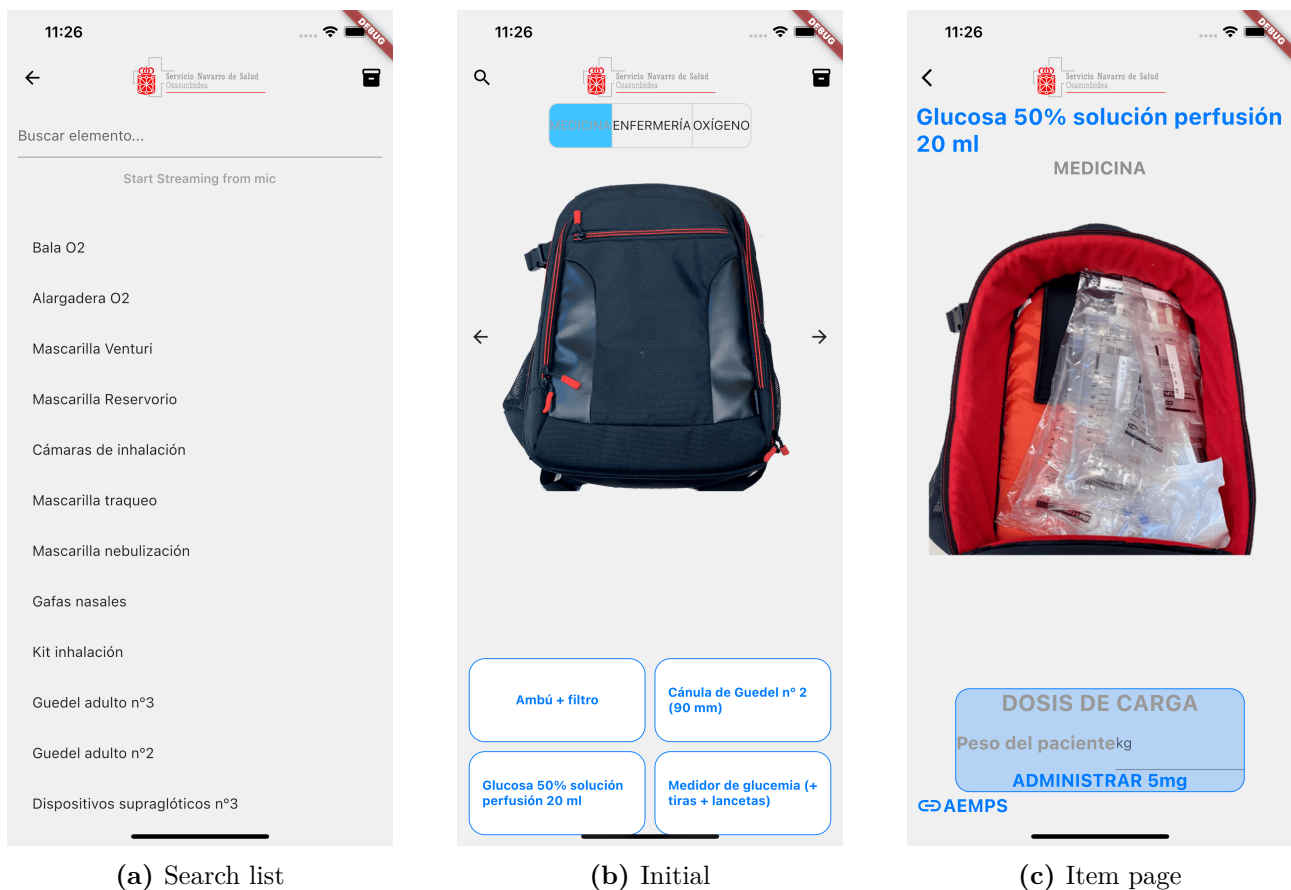 11:26
DEBUG
Servicio Navarro de Salud
Osasunbidea
Buscar elemento...
Start Streaming from mic
Bala O2
Alargadera O2
Mascarilla Venturi
Mascarilla Reservorio
Cámaras de inhalación
Mascarilla traqueo
Mascarilla nebulización
Gafas nasales
Kit inhalación
Guedel adulto nº3
Guedel adulto nº2
Dispositivos supraglóticos nº3
(a) Search list
11:26
DEBUG
Servicio Navarro de Salud
Osasunbidea
MEDICINA ENFERMERÍA OXÍGENO
Ambú + filtro
Cánula de Guedel nº 2
(90 mm)
Glucosa 50% solución
perfusión 20 ml
Medidor de glucemia (+
tiras + lancetas)
(b) Initial
11:26
DEBUG
Servicio Navarro de Salud
Osasunbidea
Glucosa 50% solución perfusión
20 ml
MEDICINA
DOSIS DE CARGA
Peso del paciente kg
ADMINISTRAR 5mg
AEMPS
(c) Item page